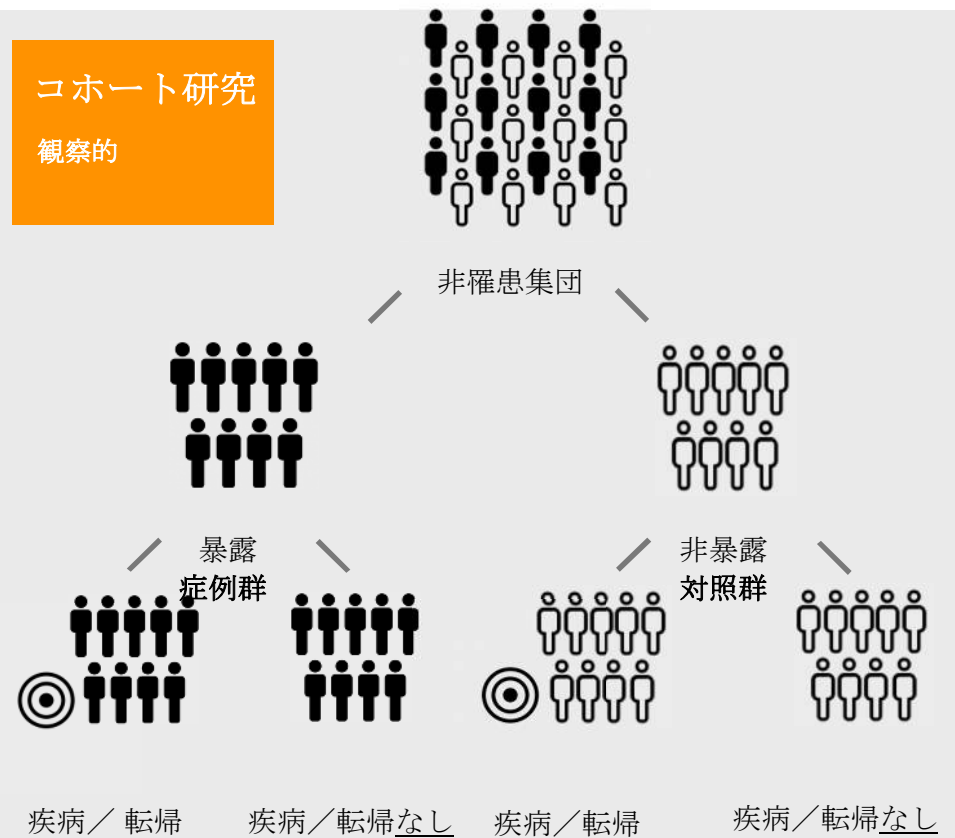 コホート研究
観察的
非罹患集団
暴露
症例群
非暴露
対照群
疾病／ 転帰
疾病／転帰なし
疾病／転帰
疾病／転帰なし